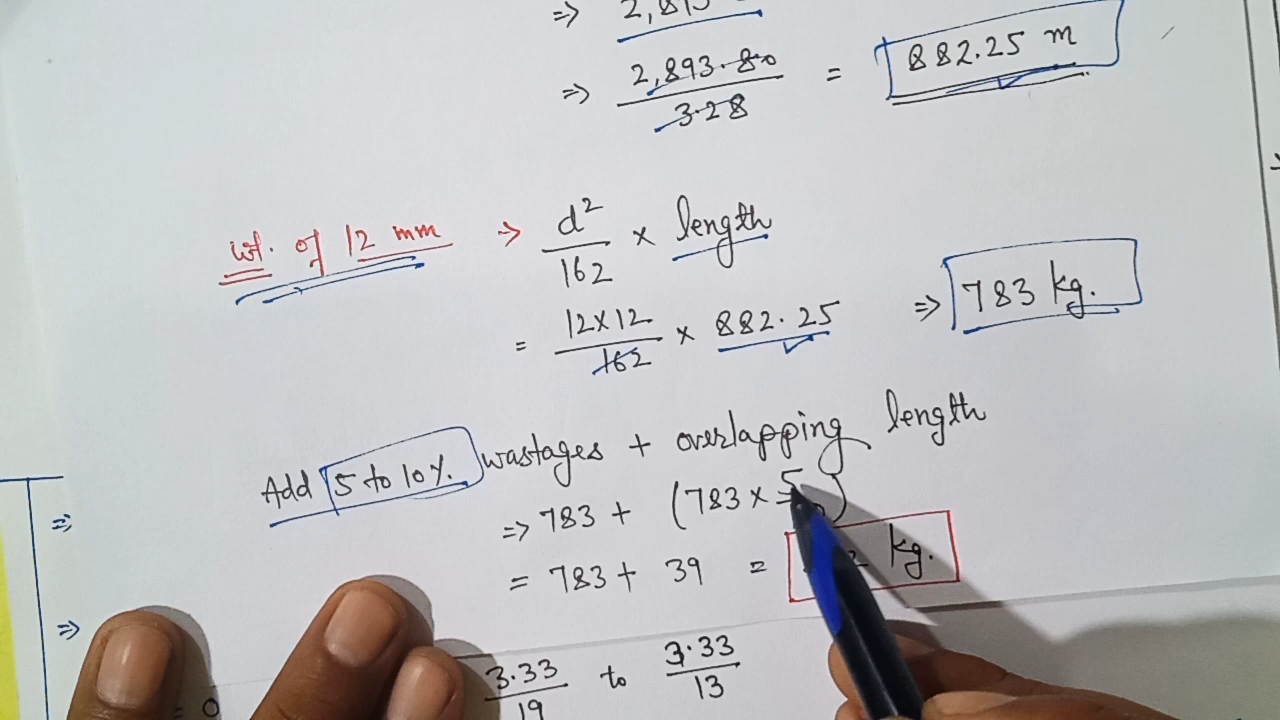 =>
=> 2,893.80 / 3.28 = 882.25 m
wt. of 12 mm → d² / 162 × length
= 12×12 / 162 × 882.25 => 783 kg.
Add 5 to 10%. wastages + overlapping length
=> 783 + (783 × 5
= 783 + 39 = kg.
=>
=>
3.33 / 19 to 3.33 / 13
= 0